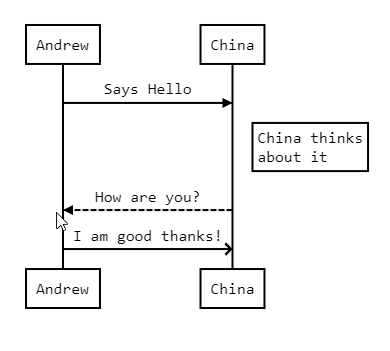 Andrew
China
Says Hello
China thinks
about it
How are you?
I am good thanks!
Andrew
China